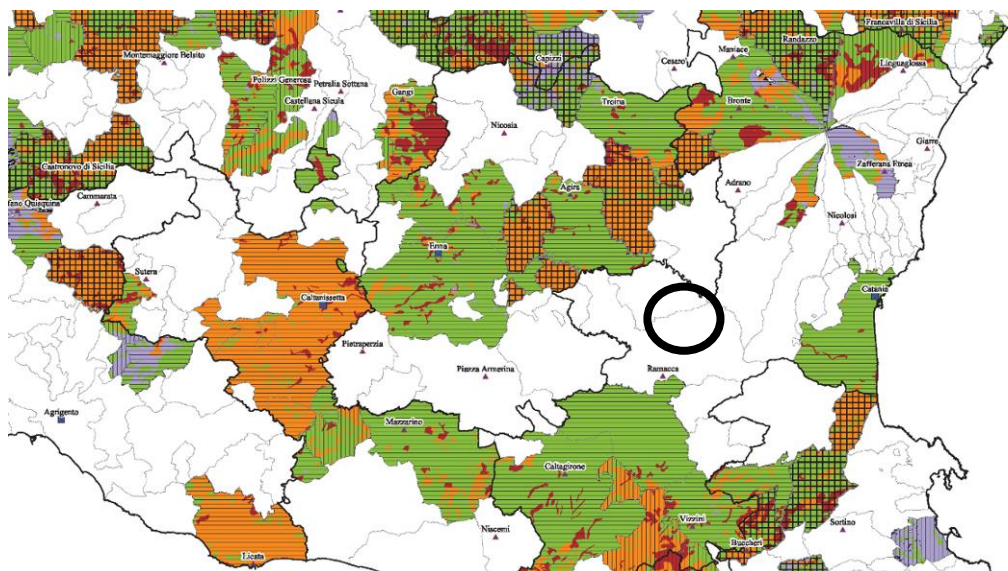 Francavilla di Sicilia
Randazzo
Maniace
Montemaggiore Belsito
Capizzi
Cesarò
Linguaglossa
Polizzi Generosa
Petralia Sottana
Gangi
Castellana Sicula
Troina
Bronte
Nicosia
Giarre
Castronovo di Sicilia
Zafferana Etnea
Cammarata
Agira
Adrano
Nicolosi
Enna
Sutera
Catania
Caltanissetta
Pietraperzia
Piazza Armerina
Ramacca
Agrigento
Mazzarino
Caltagirone
Vizzini
Sortino
Niscemi
Buccheri
Licata